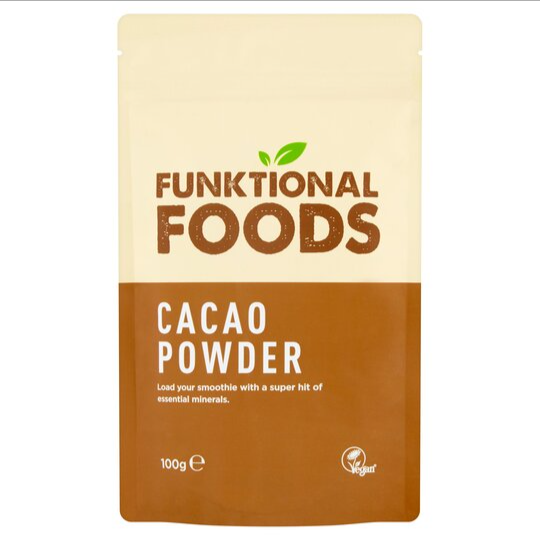 FUNKTIONAL
FOODS
CACAO
POWDER
Load your smoothie with a super hit of
essential minerals.
100g ℮
Vegan